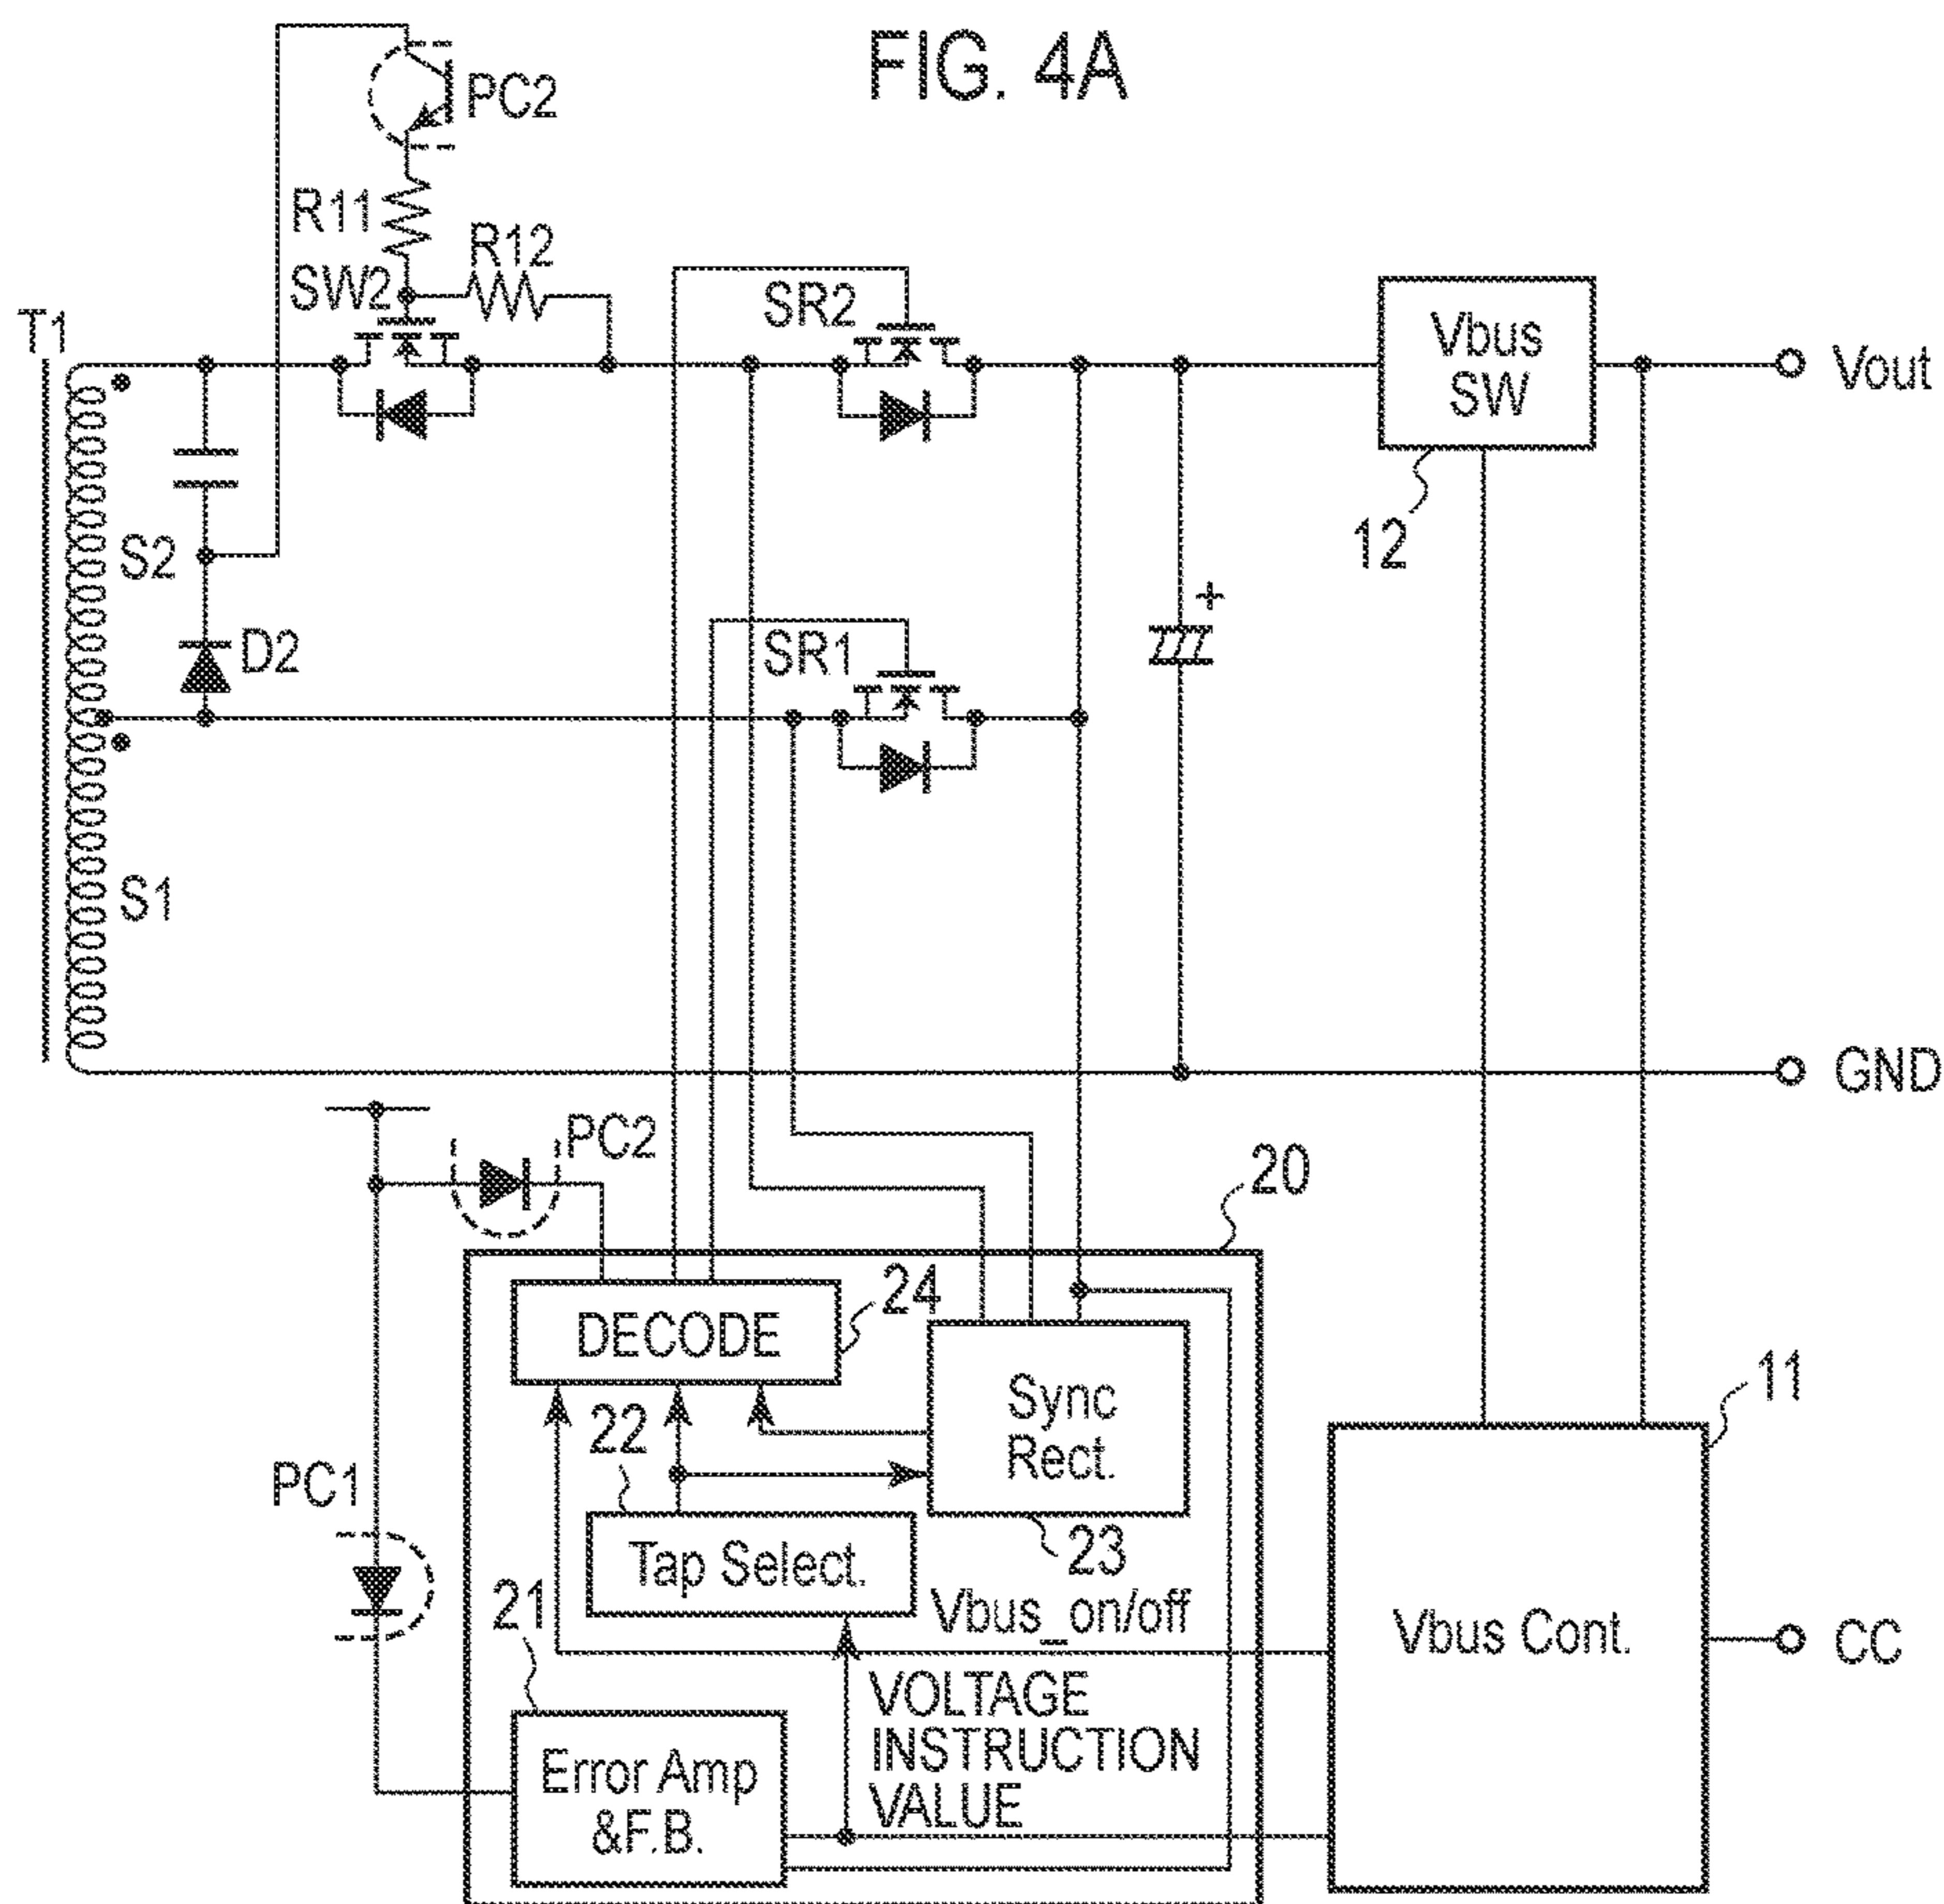 FIG. 4A
PC2
R11
R12
SW2
SR2
T1
Vbus
SW
Vout
12
S2
+
D2
SR1
S1
GND
PC2
20
24
DECODE
11
22
Sync
Rect.
PC1
23
Tap Select.
21
Vbus_on/off
Vbus Cont.
CC
VOLTAGE
INSTRUCTION
VALUE
Error Amp
&F.B.